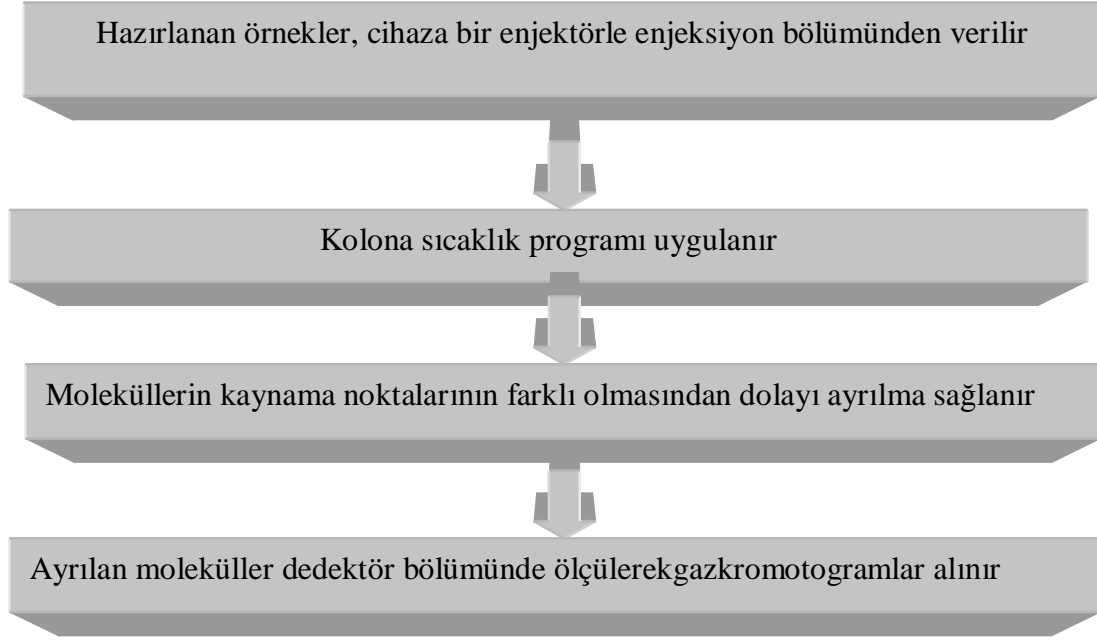 Hazırlanan örnekler, cihaza bir enjektörle enjeksiyon bölümünden verilir
Kolona sıcaklık programı uygulanır
Moleküllerin kaynama noktalarının farklı olmasından dolayı ayrılma sağlanır
Ayrılan moleküller dedektör bölümünde ölçülerekgazkromotogramlar alınır